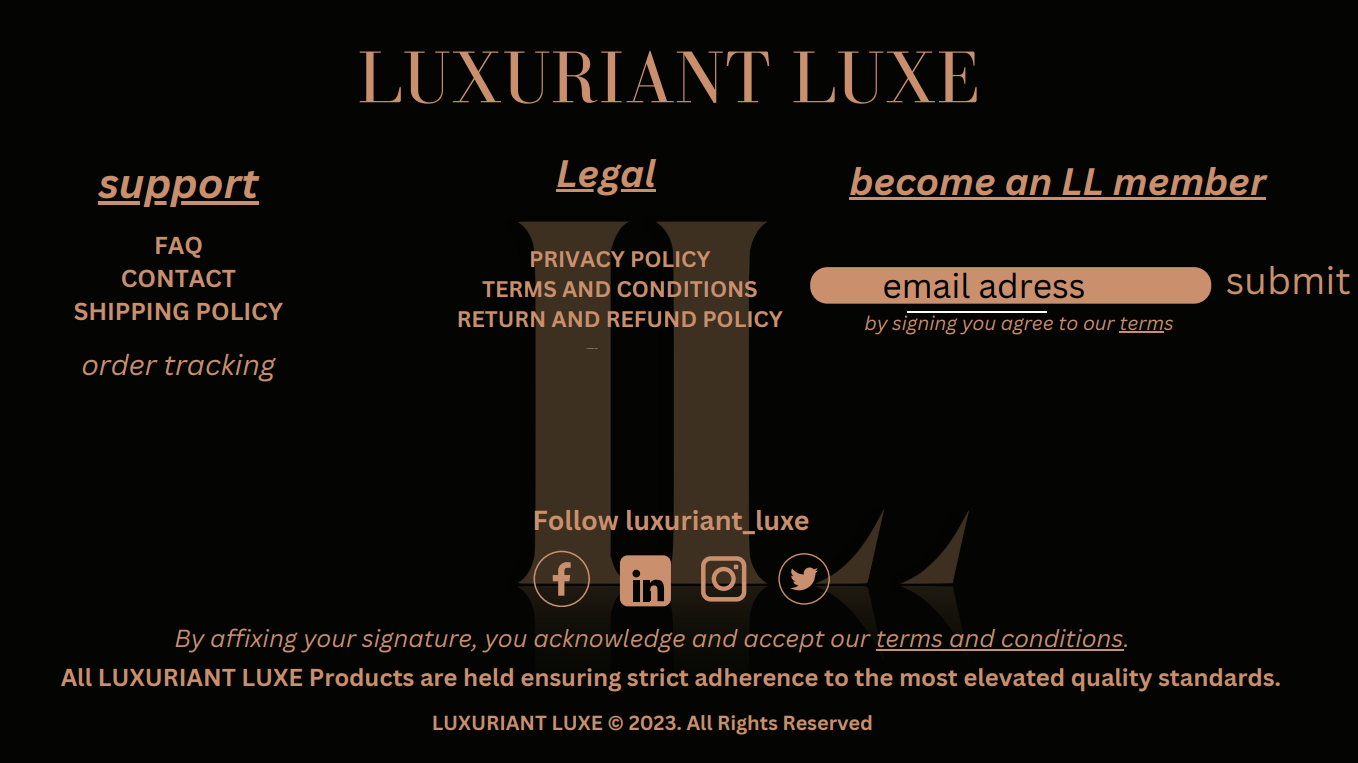 LUXURIANT LUXE
support
FAQ
CONTACT
SHIPPING POLICY
order tracking
Legal
PRIVACY POLICY
TERMS AND CONDITIONS
RETURN AND REFUND POLICY
become an LL member
email adress
submit
by signing you agree to our terms
Follow luxuriant_luxe
By affixing your signature, you acknowledge and accept our terms and conditions.
All LUXURIANT LUXE Products are held ensuring strict adherence to the most elevated quality standards.
LUXURIANT LUXE © 2023. All Rights Reserved